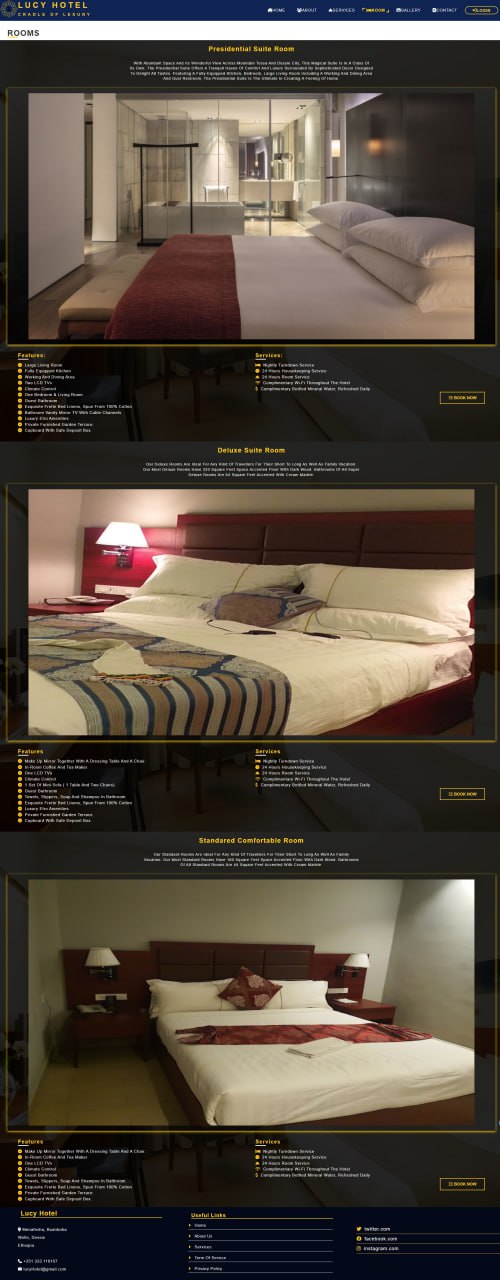 LUCY HOTEL
CRADLE OF LUXURY
HOME
ABOUT
SERVICES
ROOM
GALLERY
CONTACT
LOGIN
ROOMS
Presidential Suite Room
With Abundant Space And Its Wonderful View Across Mountain Tossa And Dessie City, This Magical Suite Is In A Class Of
Its Own. The Presidential Suite Offers A Tranquil Haven Of Comfort And Luxury Surrounded By Sophisticated Decor Designed
To Delight All Tastes. Featuring A Fully-Equipped Kitchen, Bedroom, Large Living Room Including A Working And Dining Area
And Guest Restroom, The Presidential Suite Is The Ultimate In Creating A Feeling Of Home.
Features:
Large Living Room
Fully Equipped Kitchen
Working And Dining Area
Two LCD TVs
Climate Control
One Bedroom & Living Room
Guest Bathroom
Exquisite Frette Bed Linens, Spun From 100% Cotton
Bathroom Vanity Mirror TV With Cable Channels
Luxury Etro Amenities
Private Furnished Garden Terrace
Cupboard With Safe Deposit Box
Services:
Nightly Turndown Service
24 Hours Housekeeping Service
24 Hours Room Service
Complimentary Wi-Fi Throughout The Hotel
Complimentary Bottled Mineral Water, Refreshed Daily
BOOK NOW
Deluxe Suite Room
Our Deluxe Rooms Are Ideal For Any Kind Of Travellers For Their Short To Long As Well As Famaly Vacation.
Our Most Deluxe Rooms Have Square Feet Space Accented Floor With Dark Wood. Bathrooms Of All Super
Deluxe Rooms Are 64 Square Feet Accented With Cream Marble
Features
Make Up Mirror Together With A Dressing Table And A Chair
In-Room Coffee And Tea Maker
One LCD TVs
Climate Control
1 Set Of Mini Sofa ( 1 Table And Two Chairs)
Guest Bathroom
Towels, Slippers, Soap And Shampoo In Bathroom
Exquisite Frette Bed Linens, Spun From 100% Cotton
Luxury Etro Amenities
Private Furnished Garden Terrace
Cupboard With Safe Deposit Box
Services
Nightly Turndown Service
24 Hours Housekeeping Service
24 Hours Room Service
Complimentary Wi-Fi Throughout The Hotel
Complimentary Bottled Mineral Water, Refreshed Daily
BOOK NOW
Standared Comfortable Room
Our Standard Rooms Are Ideal For Any Kind Of Travellers For Their Short To Long As Well As Family
Vacation. Our Most Standard Rooms Have Square Feet Space Accented Floor With Dark Wood. Bathrooms
Of All Standard Rooms Are 64 Square Feet Accented With Cream Marble
Features
Make Up Mirror Together With A Dressing Table And A Chair
In-Room Coffee And Tea Maker
One LCD TVs
Climate Control
Guest Bathroom
Towels, Slippers, Soap And Shampoo In Bathroom
Exquisite Frette Bed Linens, Spun From 100% Cotton
Private Furnished Garden Terrace
Cupboard With Safe Deposit Box
Services
Nightly Turndown Service
24 Hours Housekeeping Service
24 Hours Room Service
Complimentary Wi-Fi Throughout The Hotel
Complimentary Bottled Mineral Water, Refreshed Daily
BOOK NOW
Lucy Hotel
Wollo, Dessie
Ethiopia
lucyHotel@gmail.com
Useful Links
Home
About Us
Services
Term Of Service
Privacy Policy
twitter.com
facebook.com
instagram.com